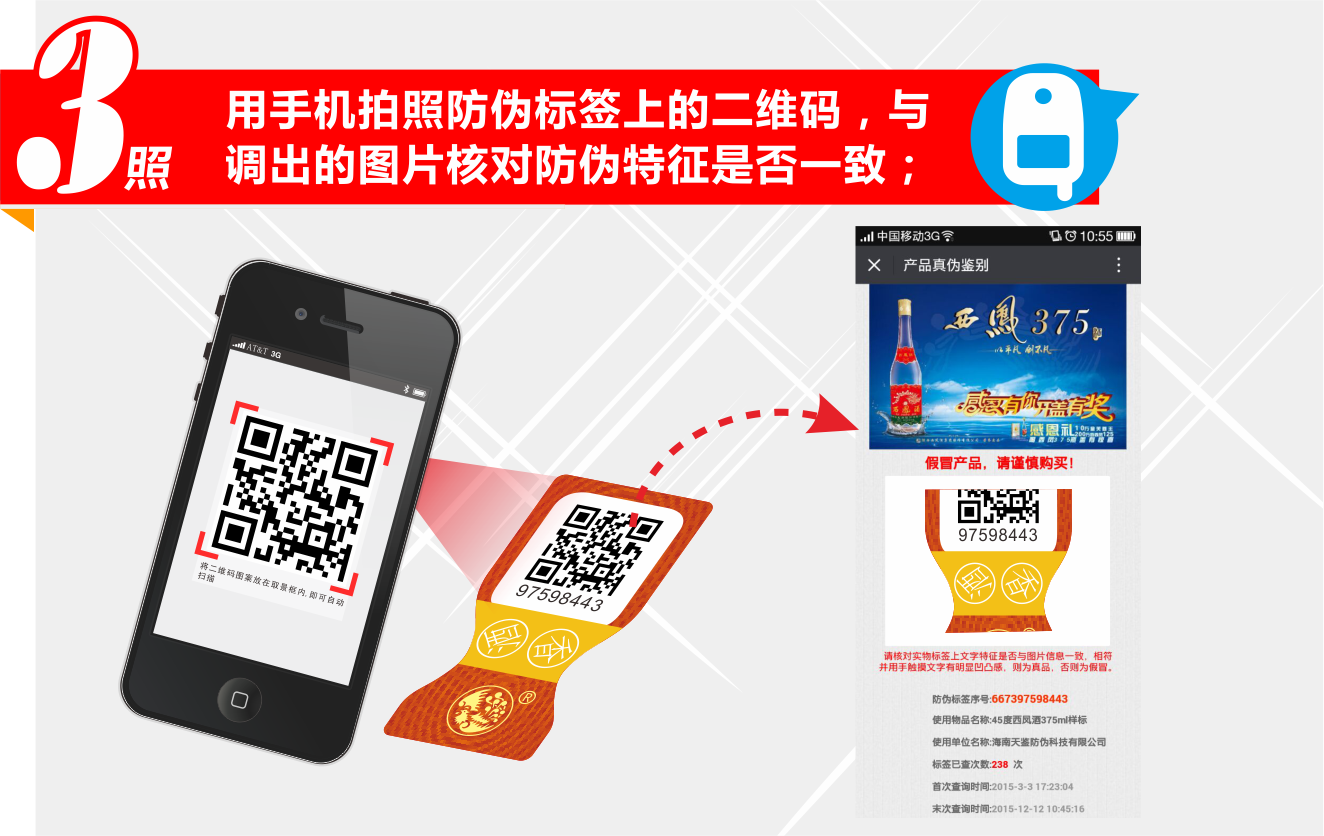 3照
用手机拍照防伪标签上的二维码，与
调出的图片核对防伪特征是否一致；
AT&T 3G
将二维码图案放在取景框内,即可自动
扫描
97598443
®
中国移动3G
10:55
产品真伪鉴别
西鳳375
感恩有你 开盖有奖
感恩礼
假冒产品，请谨慎购买！
97598443
请核对实物标签上文字特征是否与图片信息一致，相符
并用手触摸文字有明显凹凸感，则为真品，否则为假冒。
防伪标签序号:667397598443
使用物品名称:45度西凤酒375ml样标
使用单位名称:海南天鉴防伪科技有限公司
标签已查次数:238 次
首次查询时间:2015-3-3 17:23:04
末次查询时间:2015-12-12 10:45:16